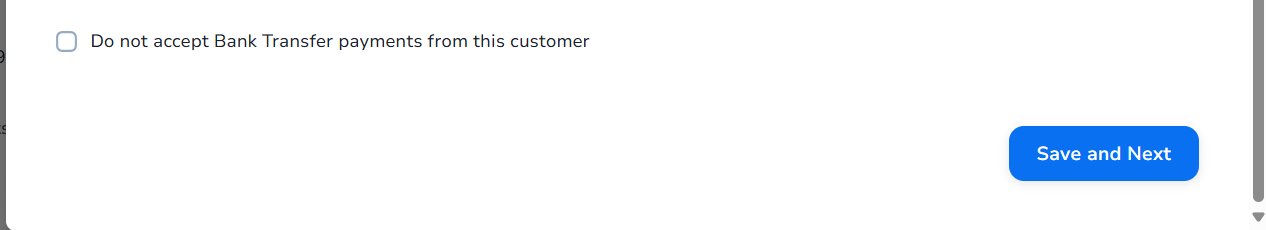 Do not accept Bank Transfer payments from this customer
Save and Next